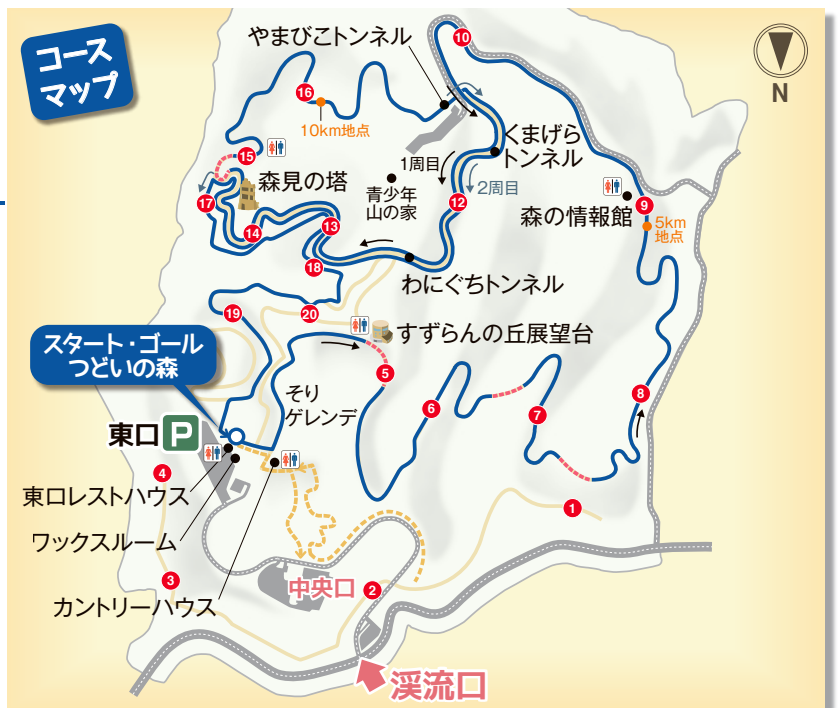 コース
マップ
N
やまびこトンネル
10
16
10km地点
くまげら
トンネル
1周目
2周目
15
森見の塔
青少年
山の家
17
12
9
森の情報館
5km
地点
14
13
18
わにぐちトンネル
19
20
すずらんの丘展望台
スタート・ゴール
つどいの森
5
そり
ゲレンデ
6
7
8
東口 P
4
東口レストハウス
1
ワックスルーム
3
中央口
2
カントリーハウス
渓流口